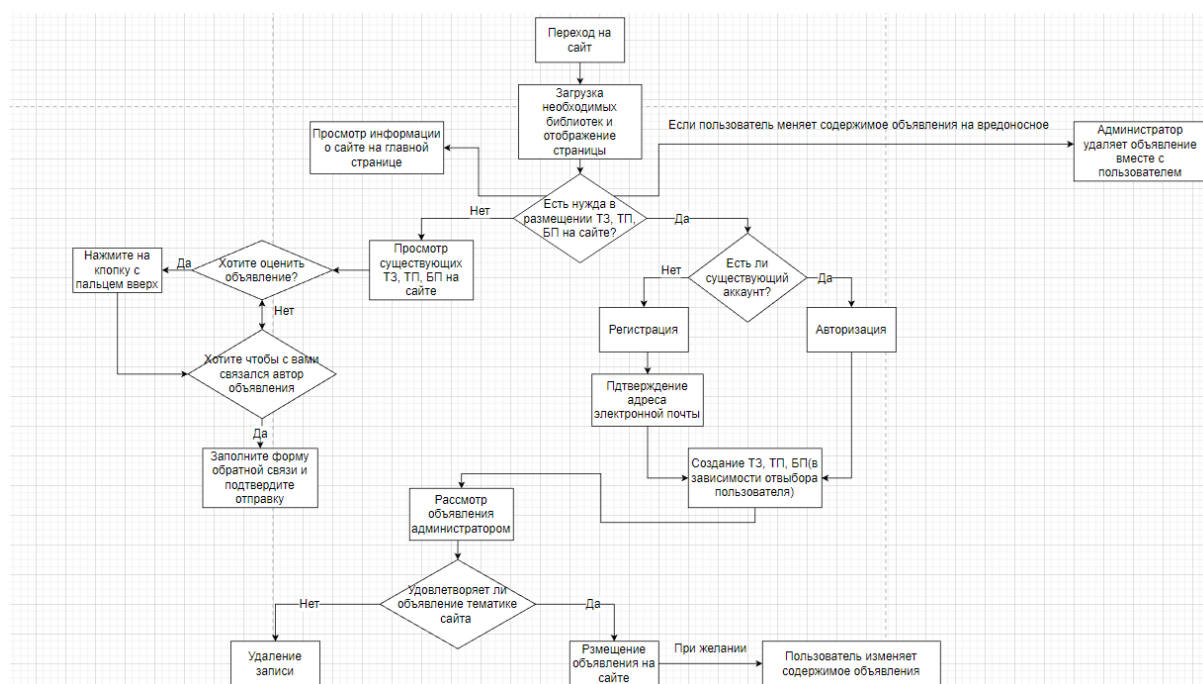 Переход на
сайт
Загрузка
необходимых
библиотек и
отображение
страницы
Просмотр информации
о сайте на главной
странице
Если пользователь меняет содержимое объявления на вредоносное
Администратор
удаляет объявление
вместе с
пользователем
Есть нужда в
размещении ТЗ, ТП,
БП на сайте?
Нет
Да
Просмотр
существующих
ТЗ, ТП, БП на
сайте
Хотите оценить
объявление?
Да
Нажмите на
кпопку с
пальцем вверх
Нет
Хотите чтобы с вами
связался автор
объявления
Да
Заполните форму
обратной связи и
подтвердите
отправку
Есть ли
существующий
аккаунт?
Нет
Да
Регистрация
Авторизация
Пдтверждение
адреса
электронной почты
Создание ТЗ, ТП, БП(в
зависимости отвыбора
пользователя)
Рассмотр
объявления
администратором
Удовлетворяет ли
объявление тематике
сайта
Нет
Да
Удаление
записи
Рзмещение
объявления на
сайте
При желании
Пользователь изменяет
содержимое объявления